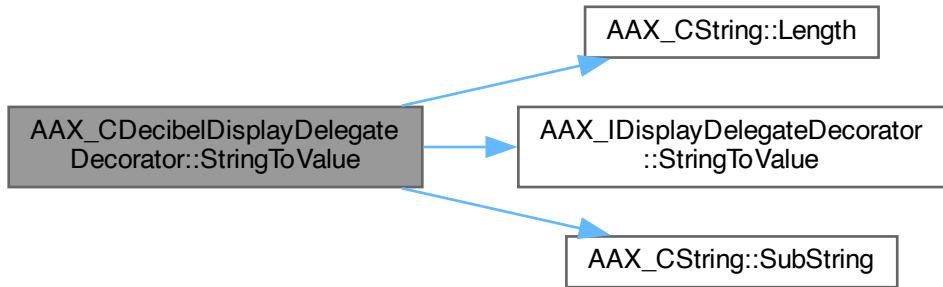 AAX_CString::Length
AAX_CDecibelDisplayDelegate
Decorator::StringToValue
AAX_IDisplayDelegateDecorator
::StringToValue
AAX_CString::SubString